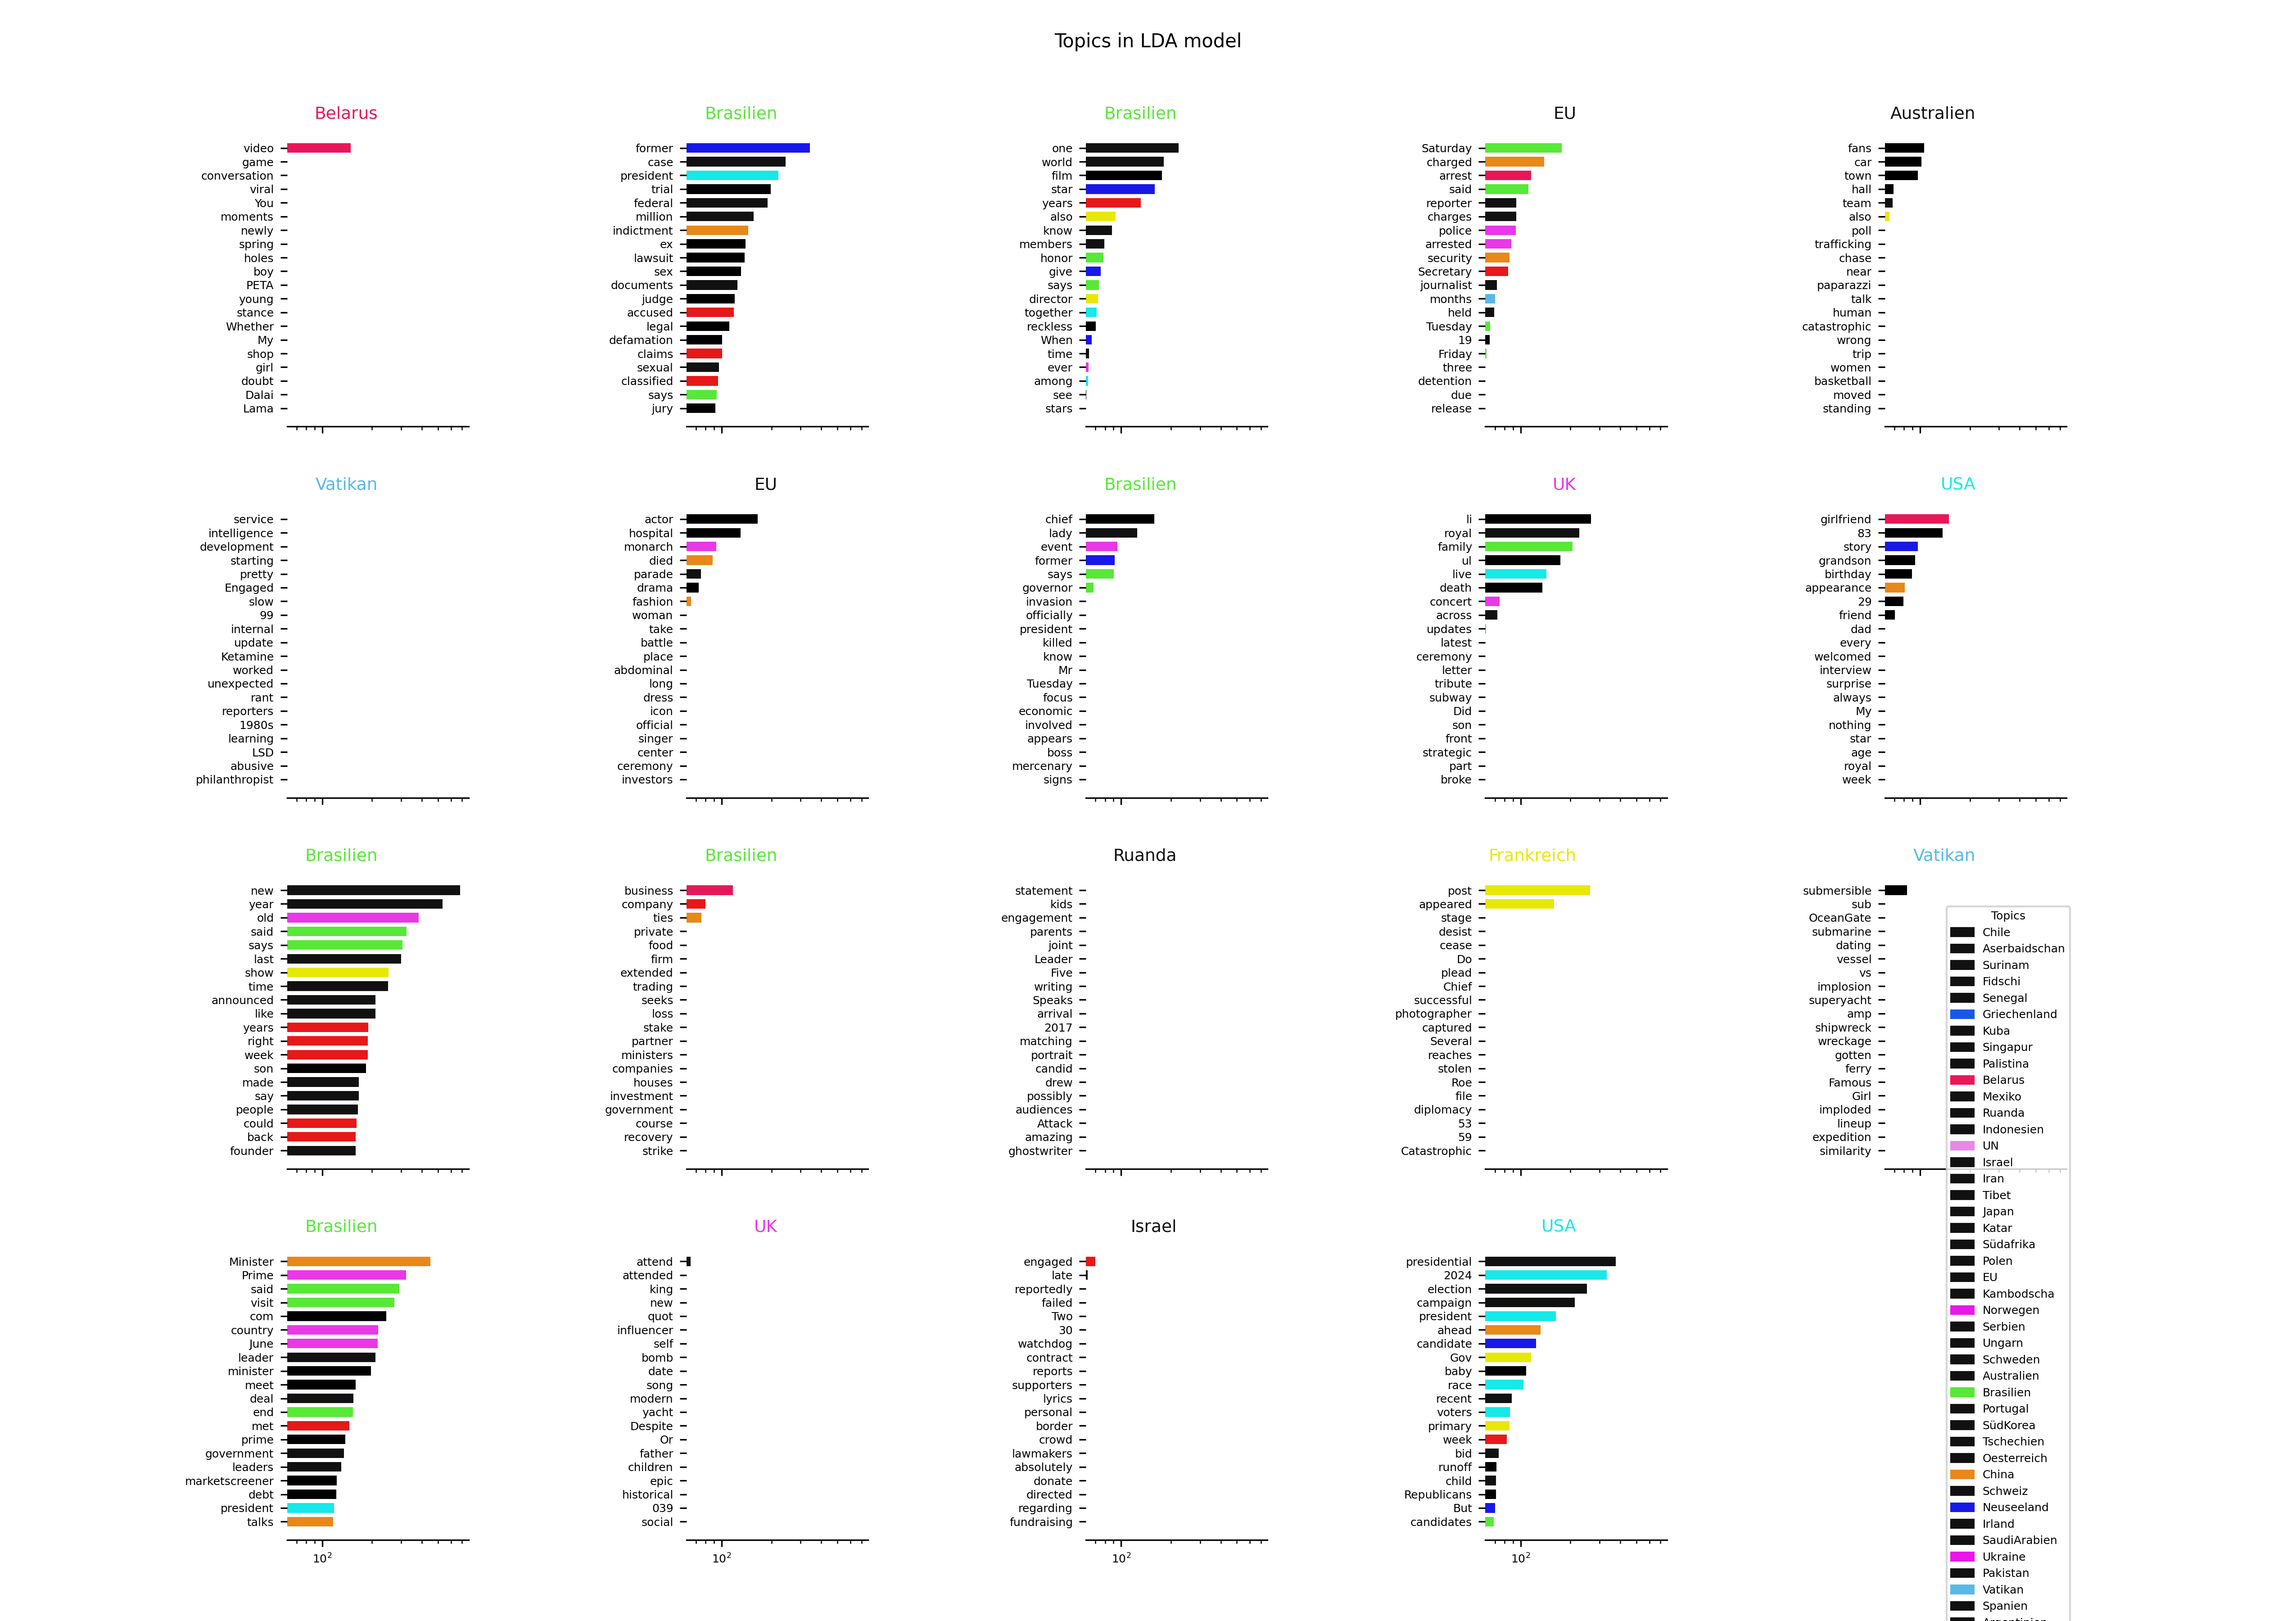 Topics in LDA model
Belarus
video
game
conversation
viral
You
moments
newly
spring
holes
boy
PETA
young
stance
Whether
My
shop
girl
doubt
Dalai
Lama
Brasilien
former
case
president
trial
federal
million
indictment
ex
lawsuit
sex
documents
judge
accused
legal
defamation
claims
sexual
classified
says
jury
Brasilien
one
world
film
star
years
also
know
members
honor
give
says
director
together
reckless
When
time
ever
among
see
stars
EU
Saturday
charged
arrest
said
reporter
charges
police
arrested
security
Secretary
journalist
months
held
Tuesday
19
Friday
three
detention
due
release
Australien
fans
car
town
hall
team
also
poll
trafficking
chase
near
paparazzi
talk
human
catastrophic
wrong
trip
women
basketball
moved
standing
Vatikan
service
intelligence
development
starting
pretty
Engaged
slow
99
internal
update
Ketamine
worked
unexpected
rant
reporters
1980s
learning
LSD
abusive
philanthropist
EU
actor
hospital
monarch
died
parade
drama
fashion
woman
take
battle
place
abdominal
long
dress
icon
official
singer
center
ceremony
investors
Brasilien
chief
lady
event
former
says
governor
invasion
officially
president
killed
know
Mr
Tuesday
focus
economic
involved
appears
boss
mercenary
signs
UK
li
royal
family
ul
live
death
concert
across
updates
latest
ceremony
letter
tribute
subway
Did
son
front
strategic
part
broke
USA
girlfriend
83
story
grandson
birthday
appearance
29
friend
dad
every
welcomed
interview
surprise
always
My
nothing
star
age
royal
week
Brasilien
new
year
old
said
says
last
show
time
announced
like
years
right
week
son
made
say
people
could
back
founder
Brasilien
business
company
ties
private
food
firm
extended
trading
seeks
loss
stake
partner
ministers
companies
houses
investment
government
course
recovery
strike
Ruanda
statement
kids
engagement
parents
joint
Leader
Five
writing
Speaks
arrival
2017
matching
portrait
candid
drew
possibly
audiences
Attack
amazing
ghostwriter
Frankreich
post
appeared
stage
desist
cease
Do
plead
Chief
successful
photographer
captured
Several
reaches
stolen
Roe
file
diplomacy
53
59
Catastrophic
Vatikan
submersible
sub
OceanGate
submarine
dating
vessel
vs
implosion
superyacht
amp
shipwreck
wreckage
gotten
ferry
Famous
Girl
imploded
lineup
expedition
similarity
Brasilien
Minister
Prime
said
visit
com
country
June
leader
minister
meet
deal
end
met
prime
government
leaders
marketscreener
debt
president
talks
10²
UK
attend
attended
king
new
quot
influencer
self
bomb
date
song
modern
yacht
Despite
Or
father
children
epic
historical
039
social
10²
Israel
engaged
late
reportedly
failed
Two
30
watchdog
contract
reports
supporters
lyrics
personal
border
crowd
lawmakers
absolutely
donate
directed
regarding
fundraising
10²
USA
presidential
2024
election
campaign
president
ahead
candidate
Gov
baby
race
recent
voters
primary
week
bid
runoff
child
Republicans
But
candidates
10²
Topics
Chile
Aserbaidschan
Surinam
Fidschi
Senegal
Griechenland
Kuba
Singapur
Palistina
Belarus
Mexiko
Ruanda
Indonesien
UN
Israel
Iran
Tibet
Japan
Katar
Südafrika
Polen
EU
Kambodscha
Norwegen
Serbien
Ungarn
Schweden
Australien
Brasilien
Portugal
SüdKorea
Tschechien
Oesterreich
China
Schweiz
Neuseeland
Irland
SaudiArabien
Ukraine
Pakistan
Vatikan
Spanien